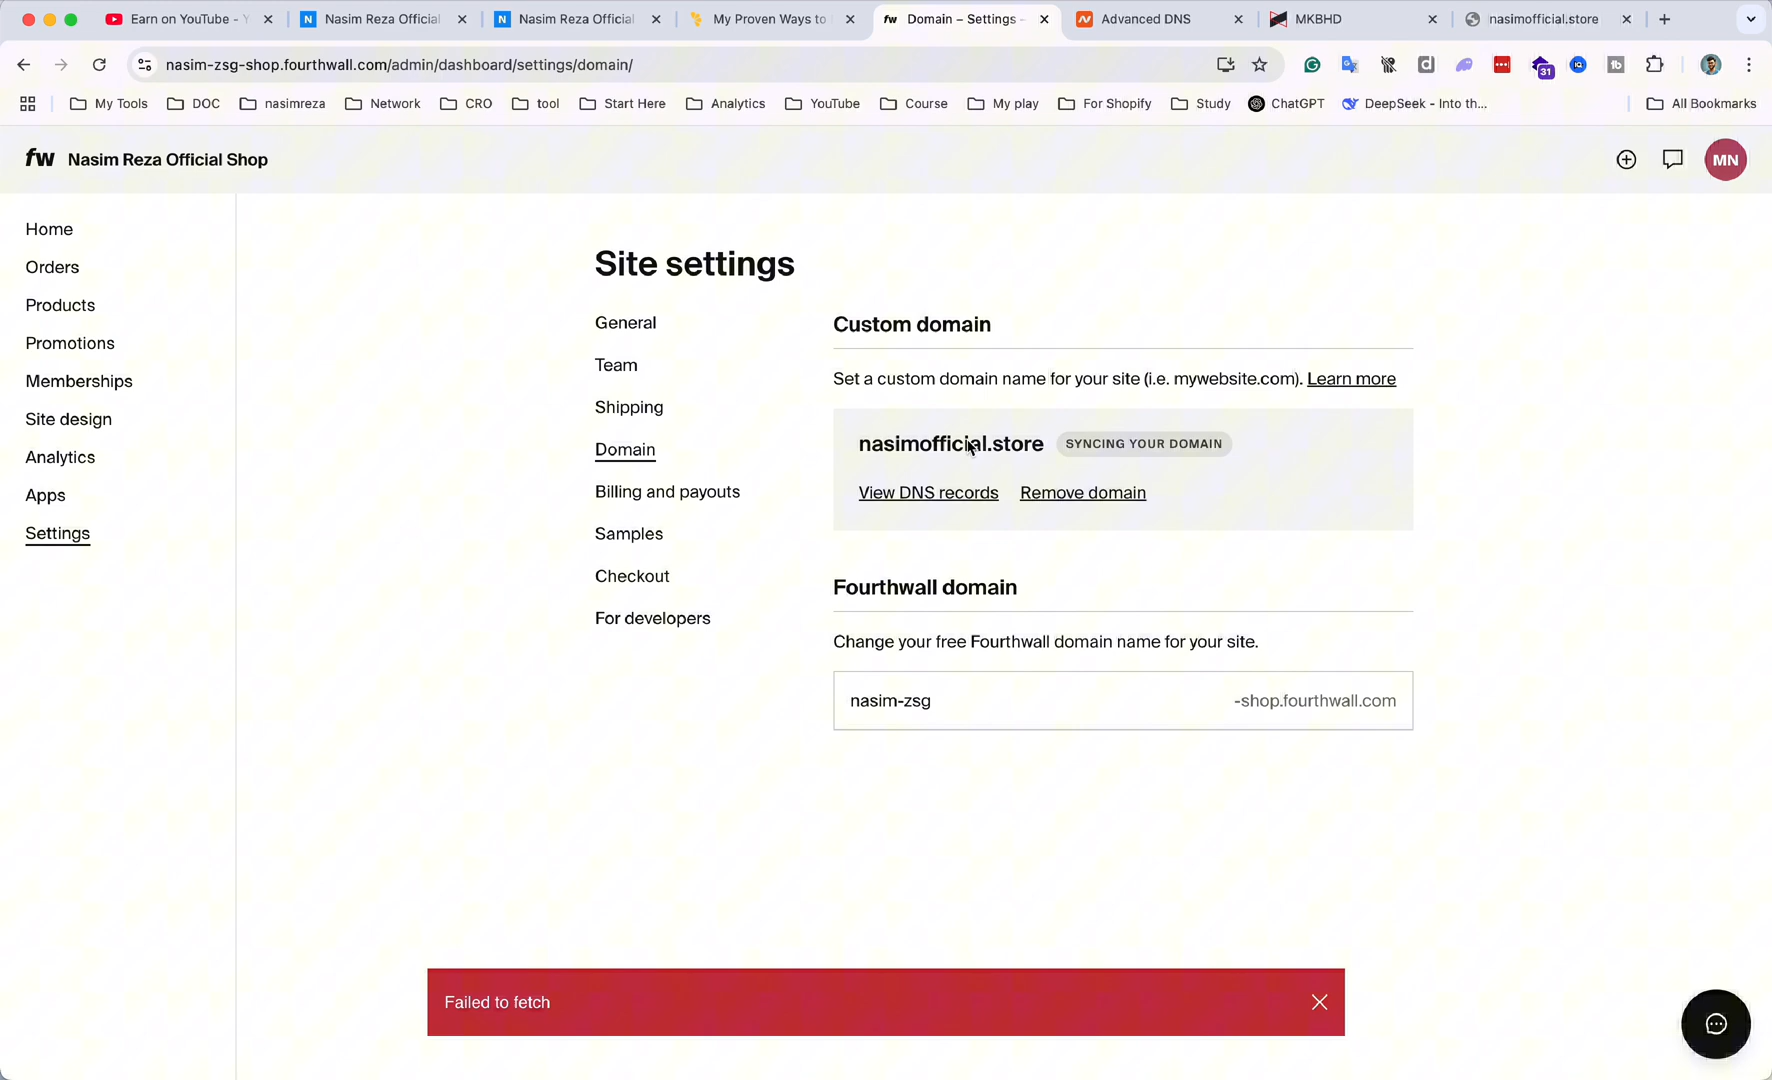 Earn on YouTube - Y
Nasim Reza Official
Nasim Reza Official
My Proven Ways to
Domain – Settings –
Advanced DNS
MKBHD
nasimofficial.store
nasim-zsg-shop.fourthwall.com/admin/dashboard/settings/domain/
31
My Tools
DOC
nasimreza
Network
CRO
tool
Start Here
Analytics
YouTube
Course
My play
For Shopify
Study
ChatGPT
DeepSeek - Into th...
All Bookmarks
fw Nasim Reza Official Shop
MN
Home
Orders
Products
Promotions
Memberships
Site design
Analytics
Apps
Settings
Site settings
General
Team
Shipping
Domain
Billing and payouts
Samples
Checkout
For developers
Custom domain
Set a custom domain name for your site (i.e. mywebsite.com). Learn more
nasimofficial.store SYNCING YOUR DOMAIN
View DNS records Remove domain
Fourthwall domain
Change your free Fourthwall domain name for your site.
nasim-zsg -shop.fourthwall.com
Failed to fetch